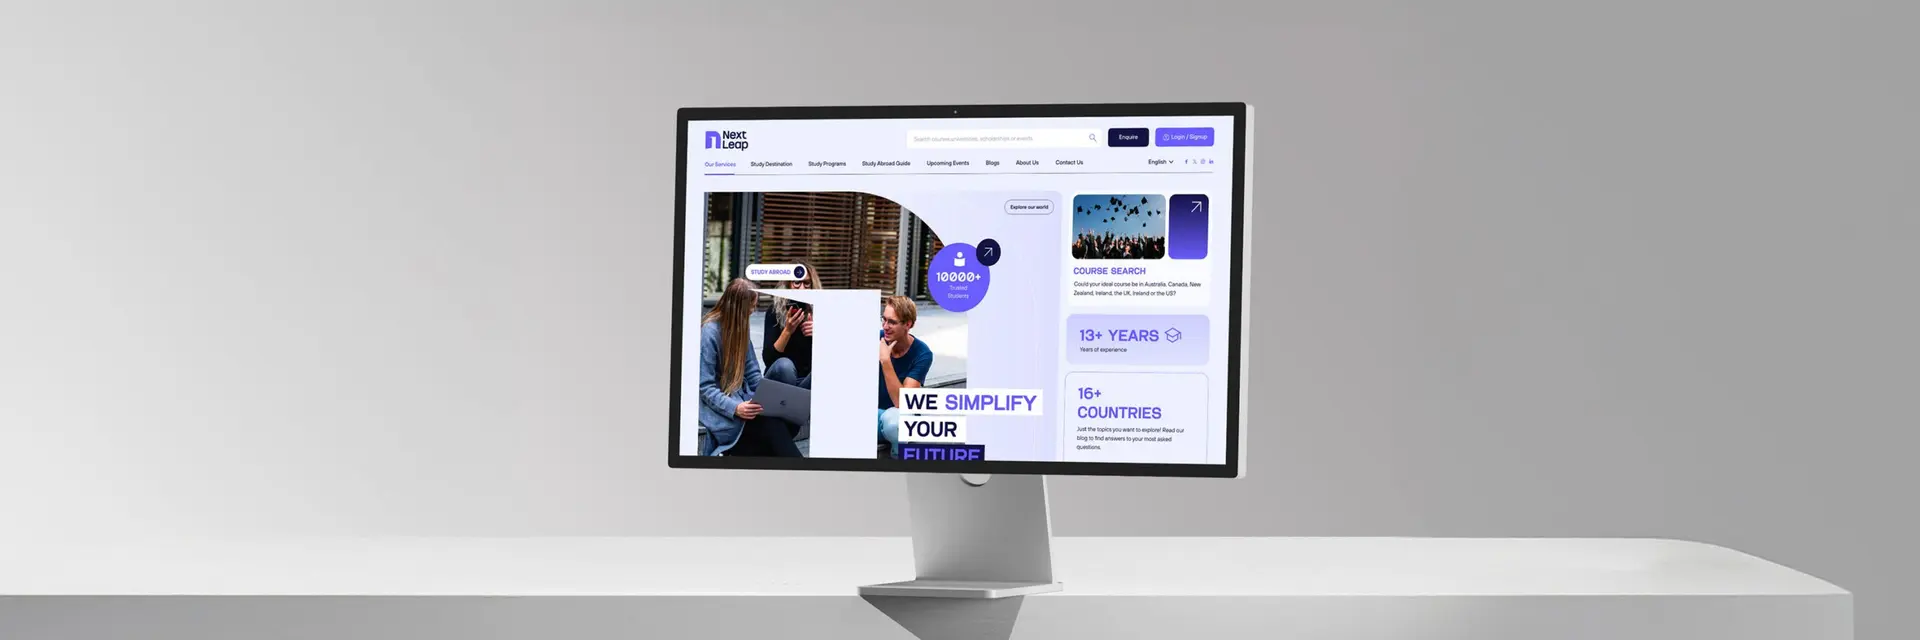 Next
Leap
Search courses, universities, scholarships or events.
Enquire
Login / Signup
Our Services
Study Destination
Study Programs
Study Abroad Guide
Upcoming Events
Blogs
About Us
Contact Us
English
Explore our world
STUDY ABROAD
10000+
Trusted
Students
WE SIMPLIFY
YOUR
FUTURE
COURSE SEARCH
Could your ideal course be in Australia, Canada, New
Zealand, Ireland, the UK, Ireland or the US?
13+ YEARS
Years of experience
16+
COUNTRIES
Just the topics you want to explore! Read our
blog to find answers to your most asked
questions.